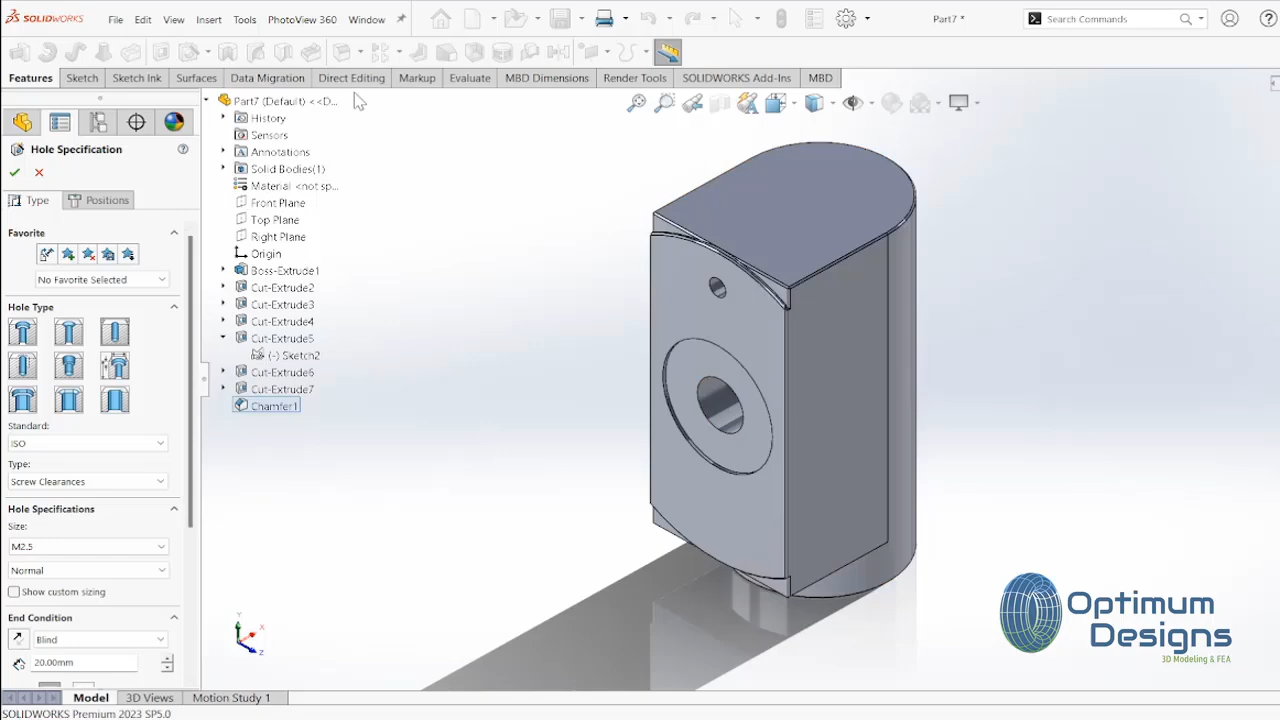 SOLIDWORKS
File Edit View Insert Tools PhotoView 360 Window
Part7 *
Search Commands
Features Sketch Sketch Ink Surfaces Data Migration Direct Editing Markup Evaluate MBD Dimensions Render Tools SOLIDWORKS Add-Ins MBD
Part7 (Default) <<D...
History
Sensors
Annotations
Solid Bodies(1)
Material <not sp...
Front Plane
Top Plane
Right Plane
Origin
Boss-Extrude1
Cut-Extrude2
Cut-Extrude3
Cut-Extrude4
Cut-Extrude5
(-) Sketch2
Cut-Extrude6
Cut-Extrude7
Chamfer1
Hole Specification
Type Positions
Favorite
No Favorite Selected
Hole Type
Standard:
ISO
Type:
Screw Clearances
Hole Specifications
Size:
M2.5
Normal
Show custom sizing
End Condition
Blind
20.00mm
Y
X
Z
Optimum
Designs
3D Modeling & FEA
Model 3D Views Motion Study 1
SOLIDWORKS Premium 2023 SP5.0